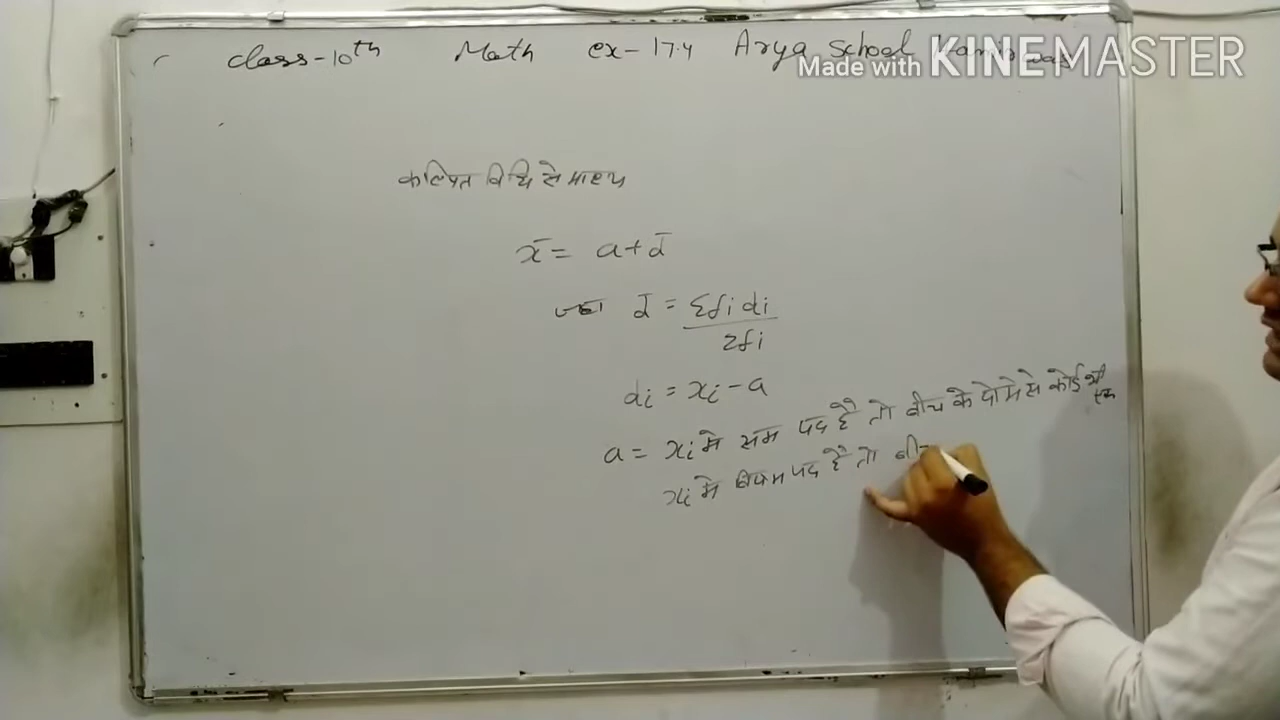 class-10th Math ex-17.4 Arya School
Made with KINEMASTER
कल्पित विधि से माध्य
x̄ = a + d̄
जहा d̄ = Σfidi / Σfi
di = xi - a
a = xi मे सम पद है तो बीच के दो मे से कोई भी एक
xi मे विषम पद है तो बीच